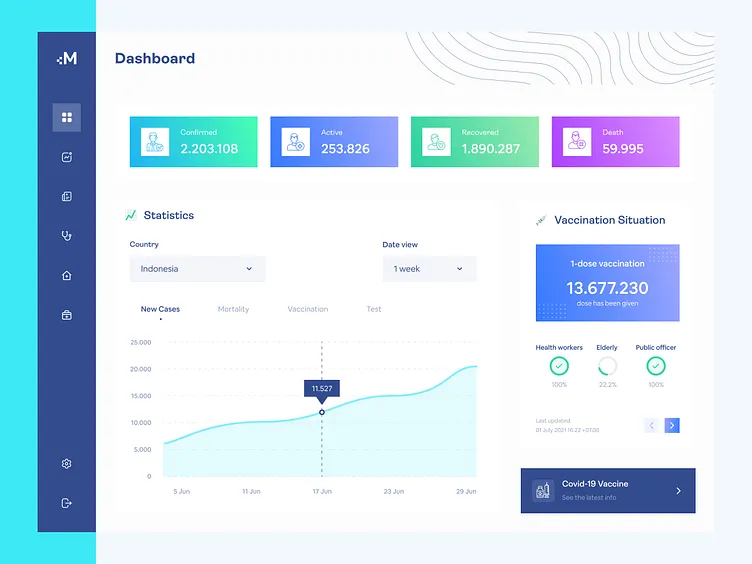 M
Dashboard
Confirmed
2.203.108
Active
253.826
Recovered
1.890.287
Death
59.995
Statistics
Country
Date view
Indonesia
1 week
New Cases
Mortality
Vaccination
Test
25.000
20.000
15.000
10.000
5.000
0
11.527
5 Jun
11 Jun
17 Jun
23 Jun
29 Jun
Vaccination Situation
1-dose vaccination
13.677.230
dose has been given
Health workers
Elderly
Public officer
100%
22,2%
100%
Last updated:
01 July 2021 16:22 +07:00
Covid-19 Vaccine
See the latest info